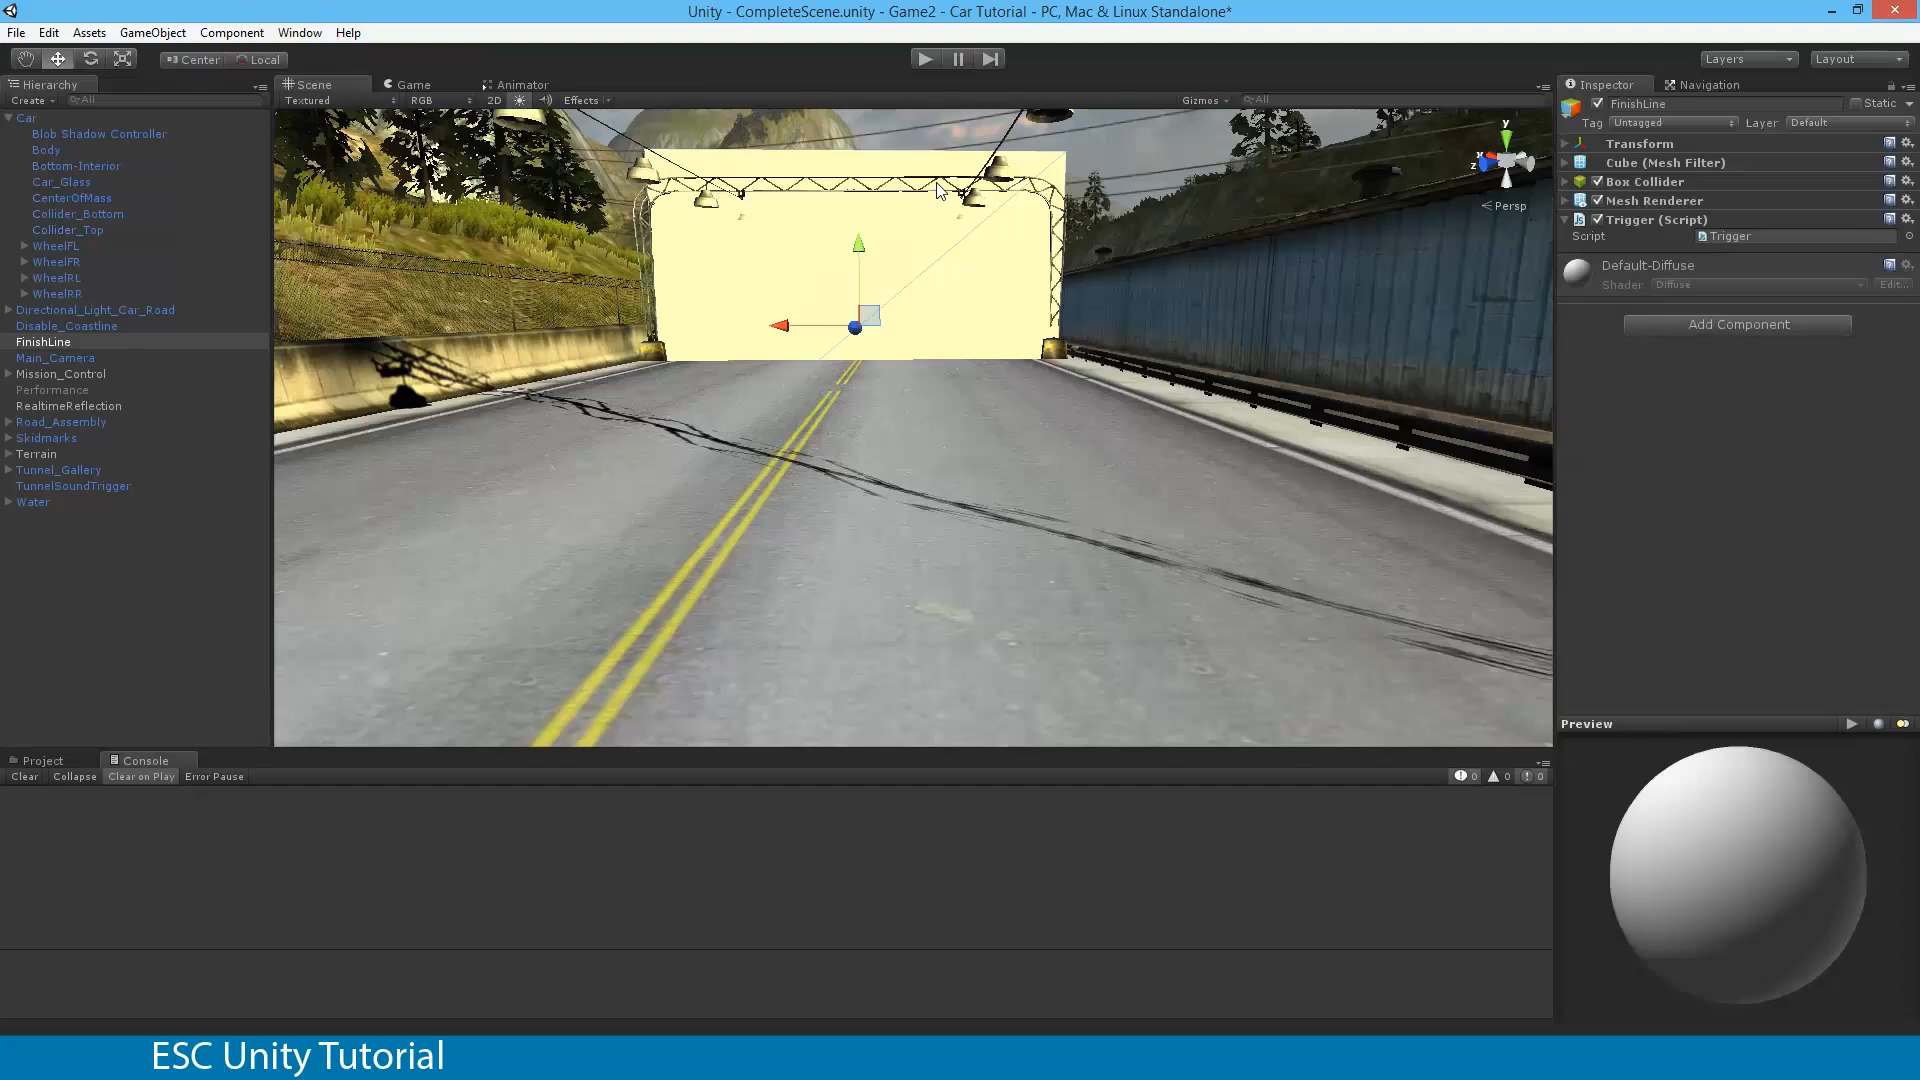 Unity - CompleteScene.unity - Game2 - Car Tutorial - PC, Mac & Linux Standalone*
File Edit Assets GameObject Component Window Help
Center Local Layers Layout
Hierarchy
Create All
Car
Blob Shadow Controller
Body
Bottom-Interior
Car_Glass
CenterOfMass
Collider_Bottom
Collider_Top
WheelFL
WheelFR
WheelRL
WheelRR
Directional_Light_Car_Road
Disable_Coastline
FinishLine
Main_Camera
Mission_Control
Performance
RealtimeReflection
Road_Assembly
Skidmarks
Terrain
Tunnel_Gallery
TunnelSoundTrigger
Water
Scene Game Animator
Textured RGB 2D Effects Gizmos All
y
z
Persp
Inspector Navigation
FinishLine Static
Tag Untagged Layer Default
Transform
Cube (Mesh Filter)
Box Collider
Mesh Renderer
Trigger (Script)
Script Trigger
Default-Diffuse
Shader Diffuse Edit...
Add Component
Preview
Project Console
Clear Collapse Clear on Play Error Pause 0 0 0
ESC Unity Tutorial